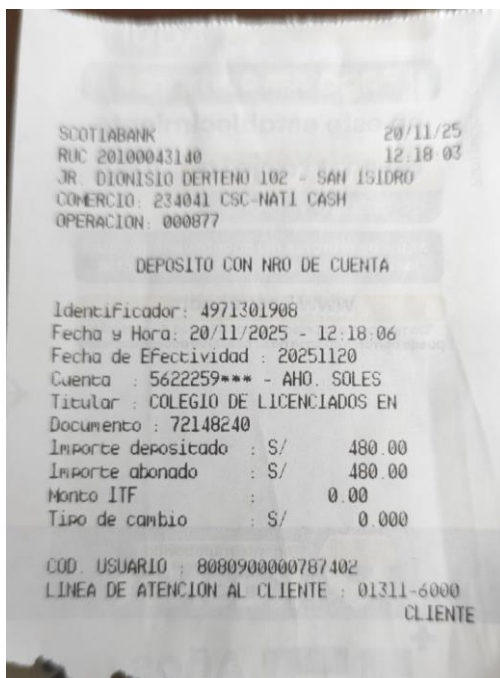 SCOTIABANK 20/11/25
RUC 20100043140 12:18:03
JR. DIONISIO DERTENO 102 - SAN ISIDRO
COMERCIO: 234041 CSC-NATI CASH
OPERACION: 000877
DEPOSITO CON NRO DE CUENTA
Identificador: 4971301908
Fecha y Hora: 20/11/2025 - 12:18:06
Fecha de Efectividad : 20251120
Cuenta : 5622259*** - AHO. SOLES
Titular : COLEGIO DE LICENCIADOS EN
Documento : 72148240
Importe depositado : S/ 480.00
Importe abonado : S/ 480.00
Monto ITF : 0.00
Tipo de cambio : S/ 0.000
COD. USUARIO : 8080900000787402
LINEA DE ATENCION AL CLIENTE : 01311-6000
CLIENTE